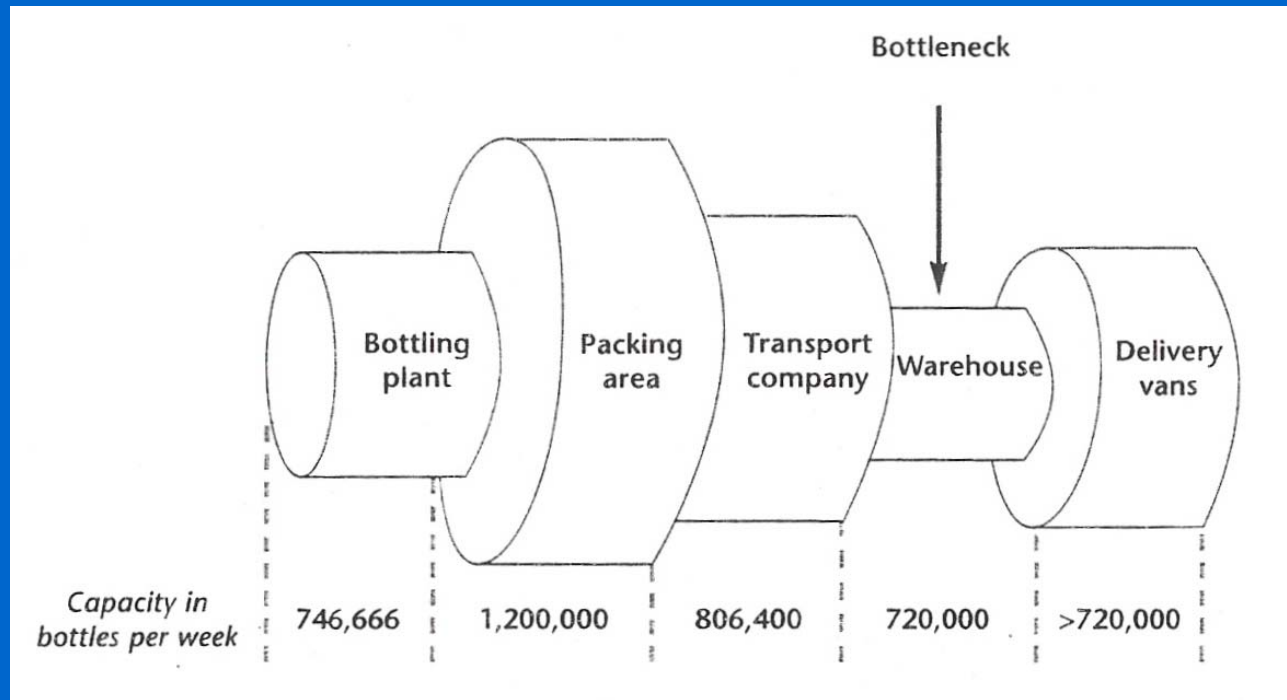 Bottleneck
Bottling
plant
Packing
area
Transport
company
Warehouse
Delivery
vans
Capacity in
bottles per week
746,666
1,200,000
806,400
720,000
>720,000